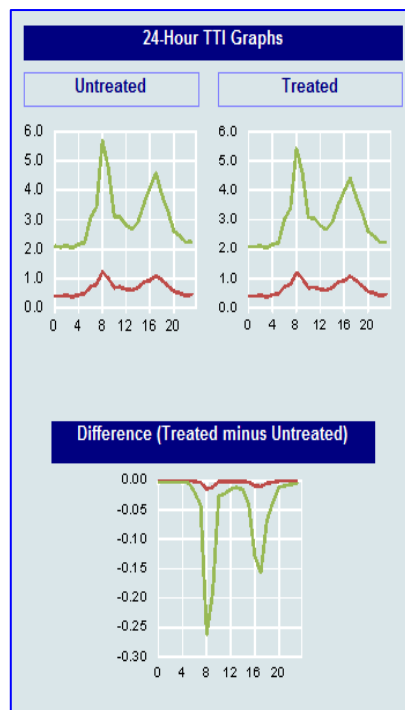 24-Hour TTI Graphs
Untreated Treated
6.0 6.0
5.0 5.0
4.0 4.0
3.0 3.0
2.0 2.0
1.0 1.0
0.0 0.0
0 4 8 12 16 20 0 4 8 12 16 20
Difference (Treated minus Untreated)
0.00
-0.05
-0.10
-0.15
-0.20
-0.25
-0.30
0 4 8 12 16 20